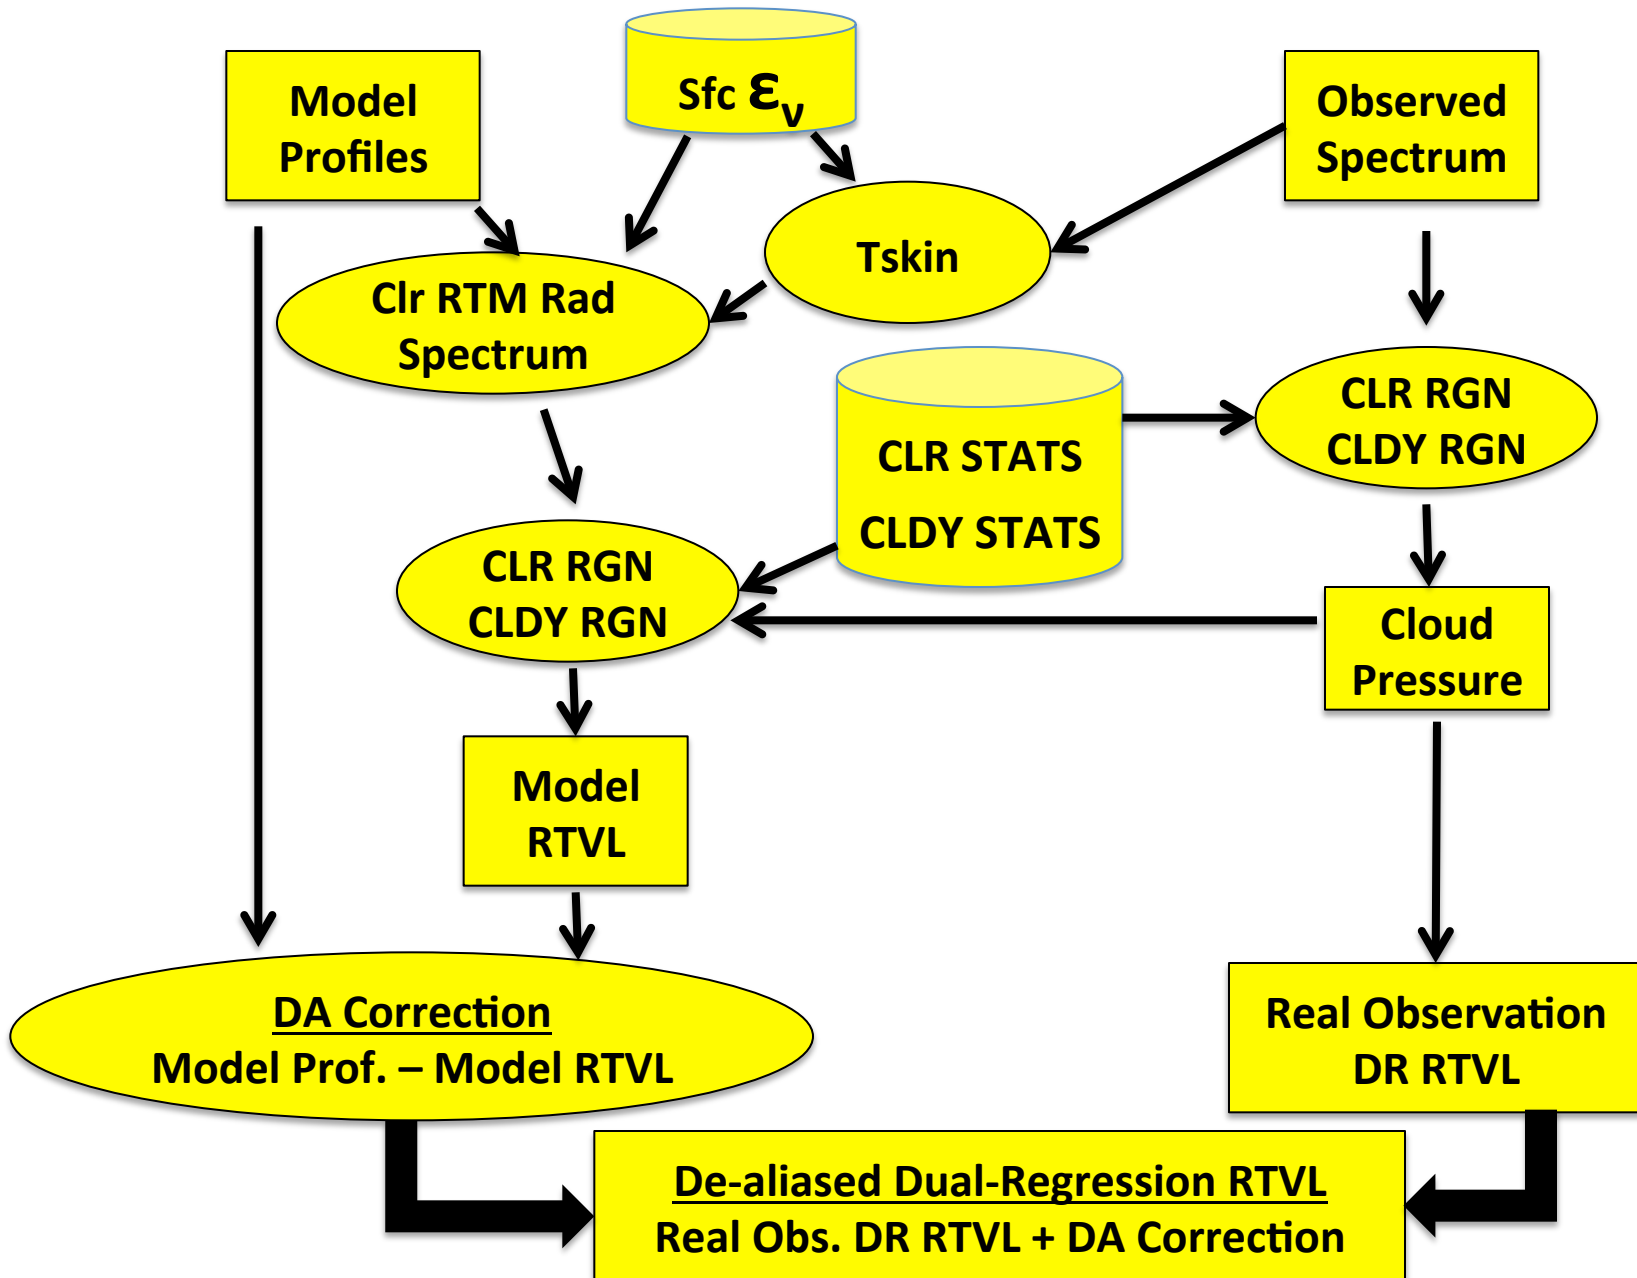 Model
Profiles
Sfc εᵥ
Observed
Spectrum
Tskin
Clr RTM Rad
Spectrum
CLR STATS
CLDY STATS
CLR RGN
CLDY RGN
CLR RGN
CLDY RGN
Cloud
Pressure
Model
RTVL
DA Correction
Model Prof. – Model RTVL
Real Observation
DR RTVL
De-aliased Dual-Regression RTVL
Real Obs. DR RTVL + DA Correction